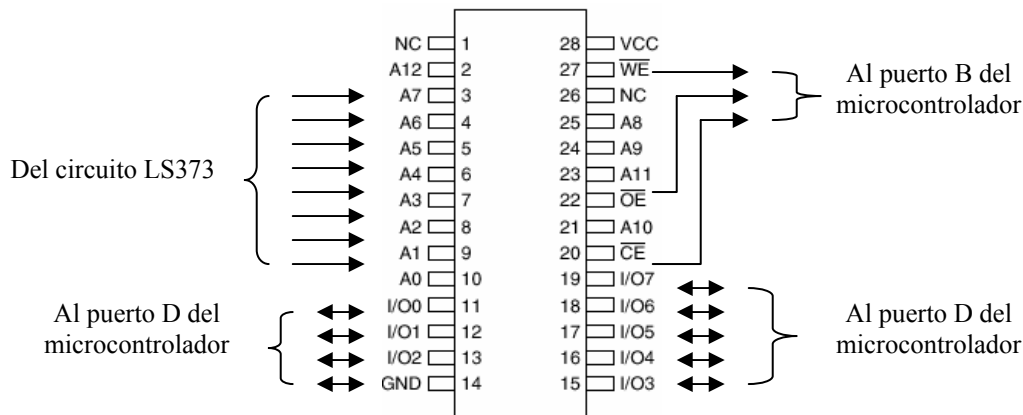 NC 1 28 VCC
A12 2 27 WE
A7 3 26 NC
A6 4 25 A8
A5 5 24 A9
A4 6 23 A11
A3 7 22 OE
A2 8 21 A10
A1 9 20 CE
A0 10 19 I/O7
I/O0 11 18 I/O6
I/O1 12 17 I/O5
I/O2 13 16 I/O4
GND 14 15 I/O3
Del circuito LS373
Al puerto D del
microcontrolador
Al puerto B del
microcontrolador
Al puerto D del
microcontrolador